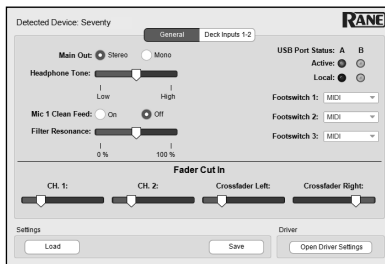 Detected Device: Seventy
RANE
General Deck Inputs 1-2
Main Out: Stereo Mono
Headphone Tone:
Low High
Mic 1 Clean Feed: On Off
Filter Resonance:
0 % 100 %
USB Port Status: A B
Active:
Local:
Footswitch 1: MIDI
Footswitch 2: MIDI
Footswitch 3: MIDI
Fader Cut In
CH. 1: CH. 2: Crossfader Left: Crossfader Right:
Settings
Load Save
Driver
Open Driver Settings